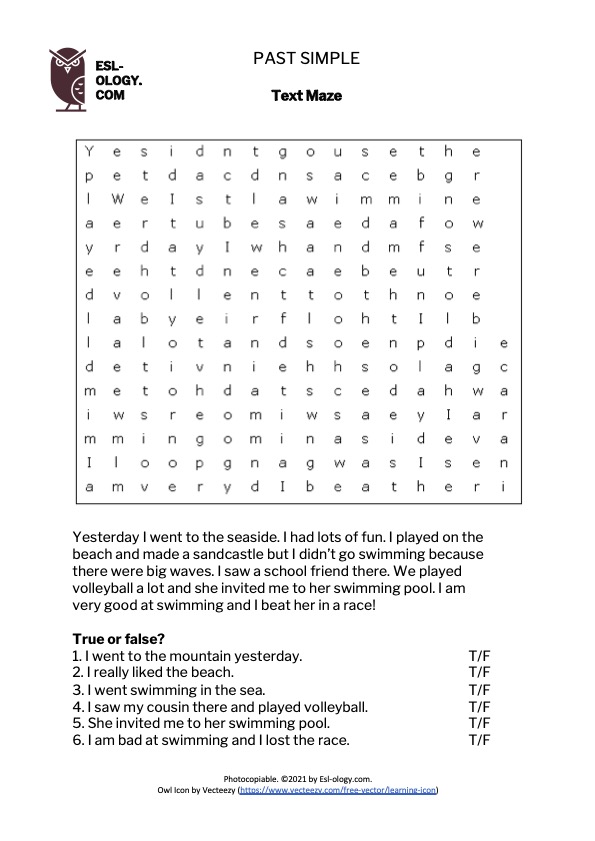 ESL-
OLOGY.
COM
PAST SIMPLE
Text Maze
Y e s i d n t g o u s e t h e
p e t d a c d n s a c e b g r
l W e I s t l a w i m m i n e
a e r t u b e s a e d a f o w
y r d a y I w h a n d m f s e
e e h t d n e c a e b e u t r
d v o l l e n t t o t h n o e
l a b y e i r f l o h t I l b
l a l o t a n d s o e n p d i e
d e t i v n i e h h s o l a g c
m e t o h d a t s c e d a h w a
i w s r e o m i w s a e y I a r
m m i n g o m i n a s i d e v a
I l o o p g n a g w a s I s e n
a m v e r y d I b e a t h e r i
Yesterday I went to the seaside. I had lots of fun. I played on the
beach and made a sandcastle but I didn't go swimming because
there were big waves. I saw a school friend there. We played
volleyball a lot and she invited me to her swimming pool. I am
very good at swimming and I beat her in a race!
True or false?
1. I went to the mountain yesterday. T/F
2. I really liked the beach. T/F
3. I went swimming in the sea. T/F
4. I saw my cousin there and played volleyball. T/F
5. She invited me to her swimming pool. T/F
6. I am bad at swimming and I lost the race. T/F
Photocopiable. ©2021 by Esl-ology.com.
Owl Icon by Vecteezy (https://www.vecteezy.com/free-vector/learning-icon)